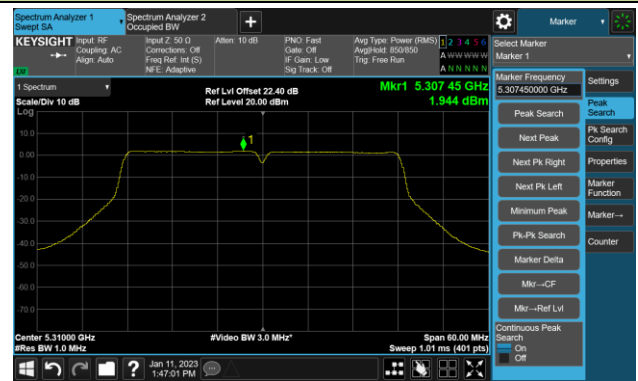 Spectrum Analyzer 1
Swept SA
Spectrum Analyzer 2
Occupied BW
+
Marker
KEYSIGHT
Input: RF
Coupling: AC
Align: Auto
Input Z: 50 Ω
Corrections: Off
Freq Ref: Int (S)
NFE: Adaptive
Atten: 10 dB
PNO: Fast
Gate: Off
IF Gain: Low
Sig Track: Off
Avg Type: Power (RMS)
Avg|Hold: 850/850
Trig: Free Run
1 2 3 4 5 6
A W W W W W
A N N N N N
Select Marker
Marker 1
1 Spectrum
Scale/Div 10 dB
Log
Ref Lvl Offset 22.40 dB
Ref Level 20.00 dBm
Mkr1 5.307 45 GHz
1.944 dBm
10.0
0.00
-10.0
-20.0
-30.0
-40.0
-50.0
-60.0
-70.0
1
Center 5.31000 GHz
#Res BW 1.0 MHz
#Video BW 3.0 MHz*
Span 60.00 MHz
Sweep 1.01 ms (401 pts)
Marker Frequency
5.307450000 GHz
Peak Search
Next Peak
Next Pk Right
Next Pk Left
Minimum Peak
Pk-Pk Search
Marker Delta
Mkr→CF
Mkr→Ref Lvl
Continuous Peak
Search
On
Off
Settings
Peak
Search
Pk Search
Config
Properties
Marker
Function
Marker→
Counter
?
Jan 11, 2023
1:47:01 PM